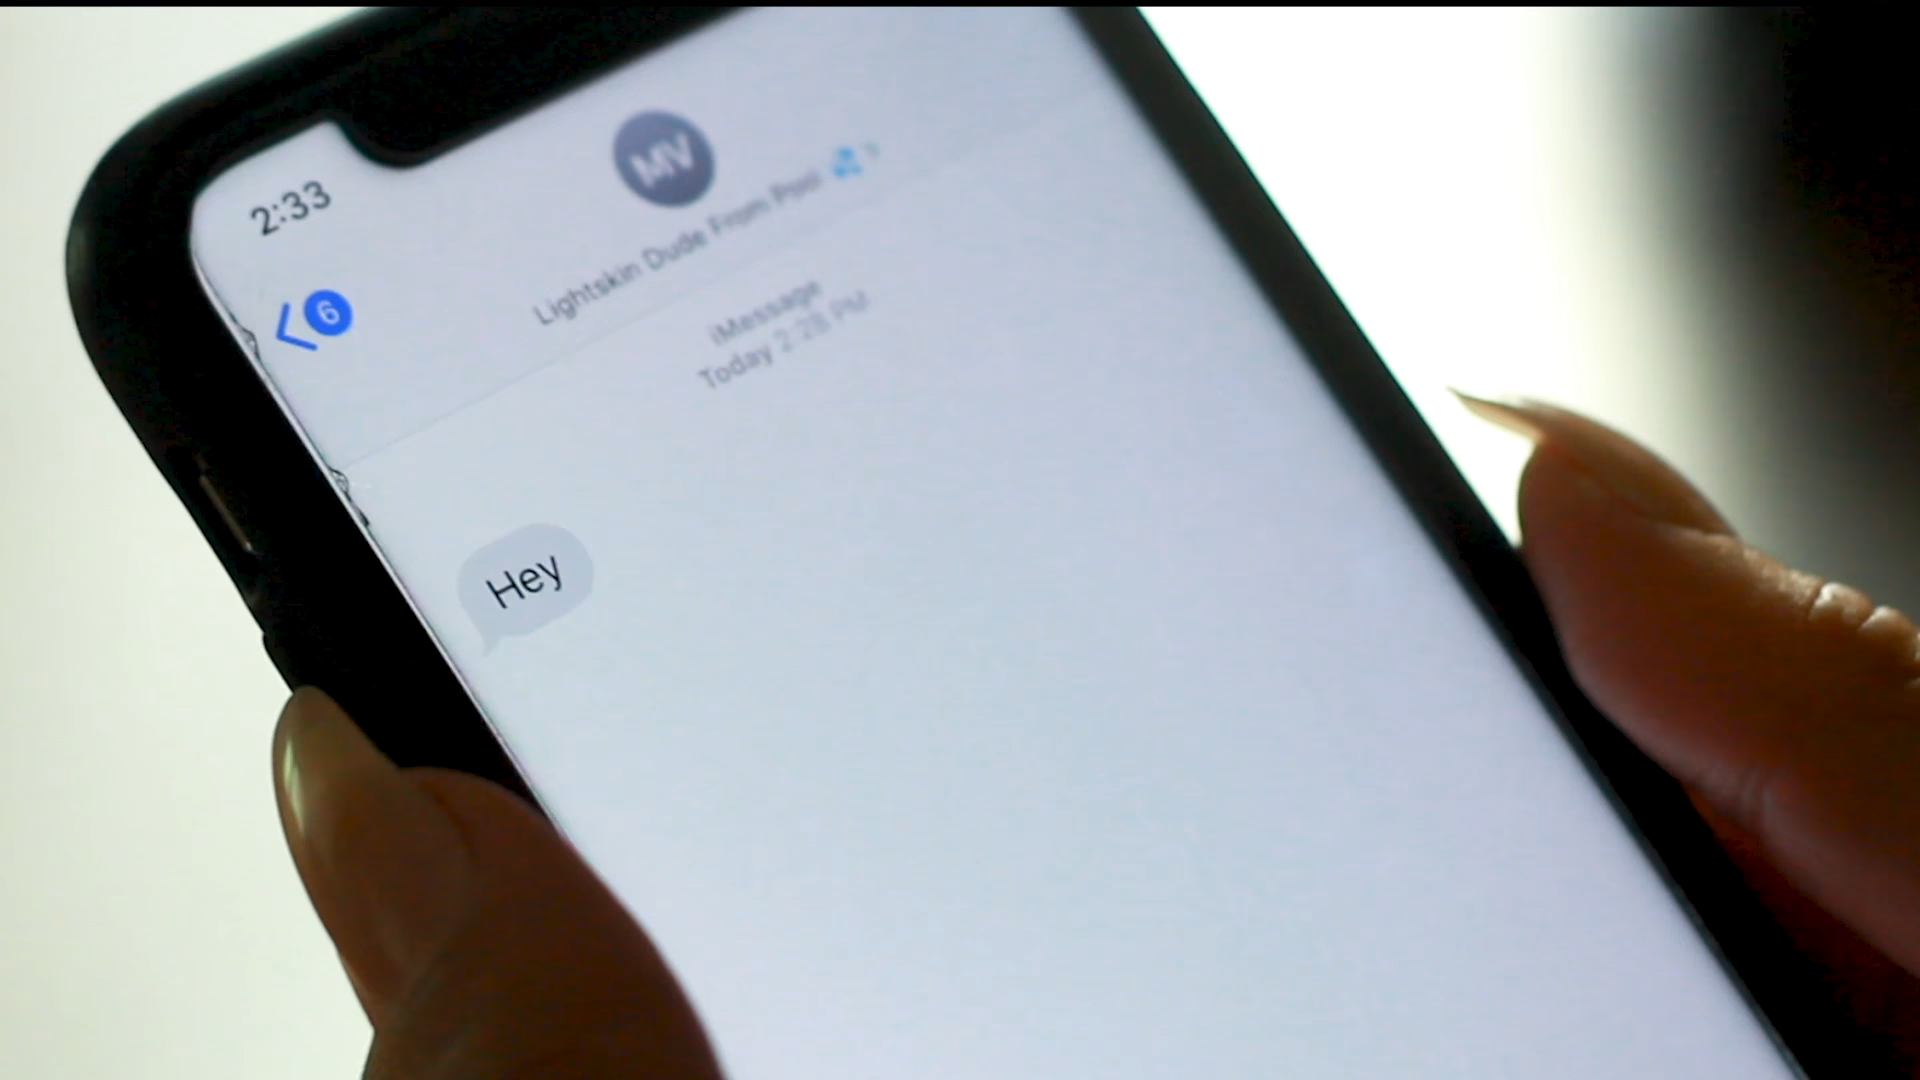 2:33
6
MV
Lightskin Dude From Pool 💦
iMessage
Today 2:28 PM
Hey